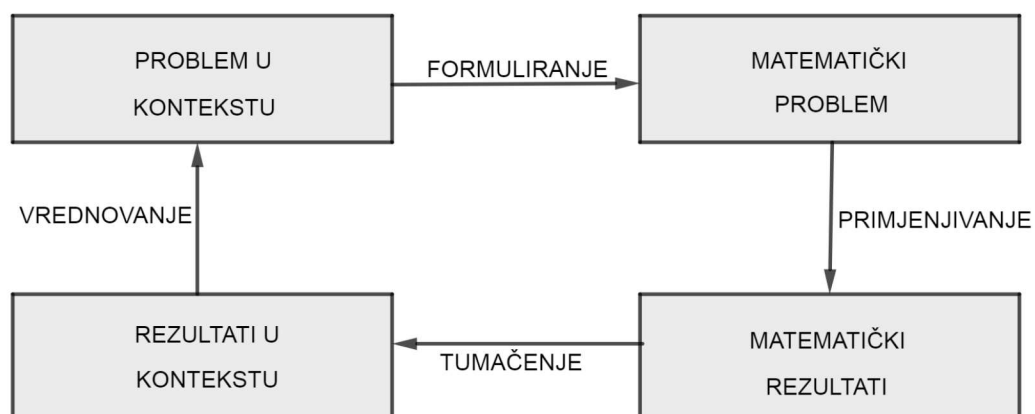 PROBLEM U
KONTEKSTU
FORMULIRANJE
MATEMATIČKI
PROBLEM
VREDNOVANJE
PRIMJENJIVANJE
REZULTATI U
KONTEKSTU
TUMAČENJE
MATEMATIČKI
REZULTATI